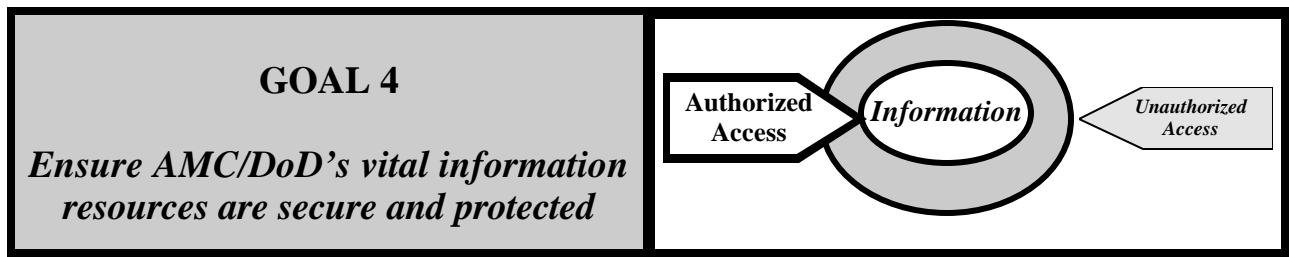 GOAL 4
Ensure AMC/DoD's vital information
resources are secure and protected
Authorized
Access
Information
Unauthorized
Access